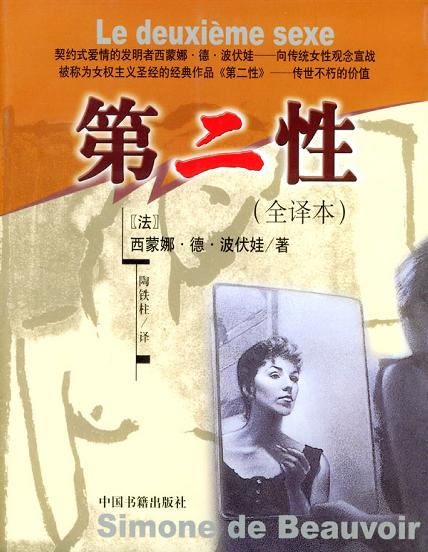 Le deuxième sexe
契约式爱情的发明者西蒙娜·德·波伏娃——向传统女性观念宣战
被称为女权主义圣经的经典作品《第二性》——传世不朽的价值
第二性
(全译本)
〖法〗
西蒙娜·德·波伏娃/著
陶铁柱/译
中国书籍出版社
Simone de Beauvoir